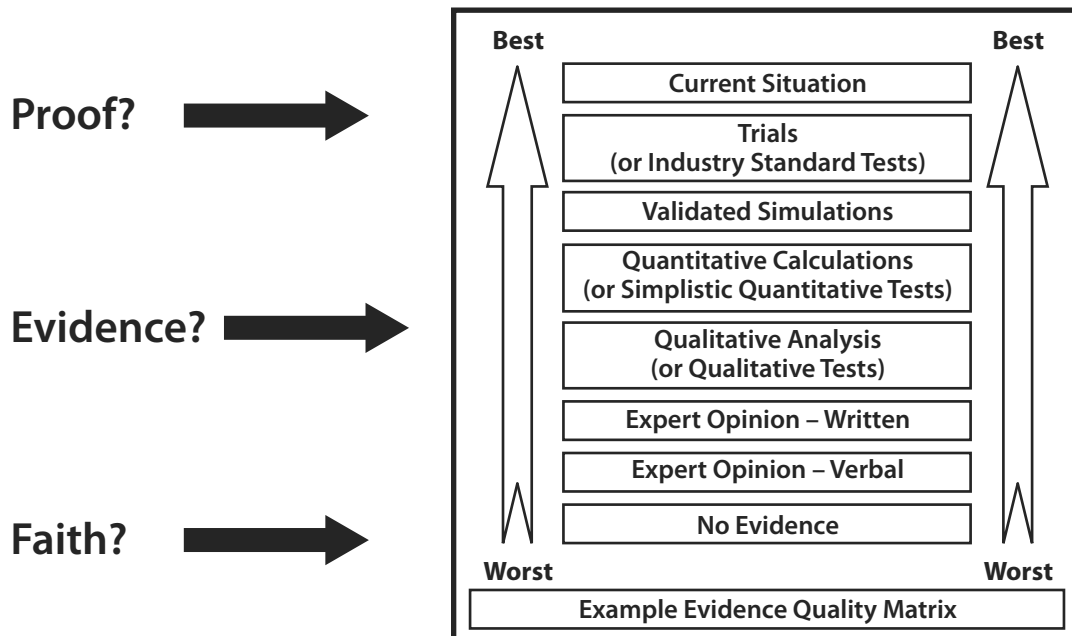 Best
Best
Current Situation
Proof?
Trials
(or Industry Standard Tests)
Validated Simulations
Quantitative Calculations
(or Simplistic Quantitative Tests)
Evidence?
Qualitative Analysis
(or Qualitative Tests)
Expert Opinion – Written
Expert Opinion – Verbal
Faith?
No Evidence
Worst
Worst
Example Evidence Quality Matrix